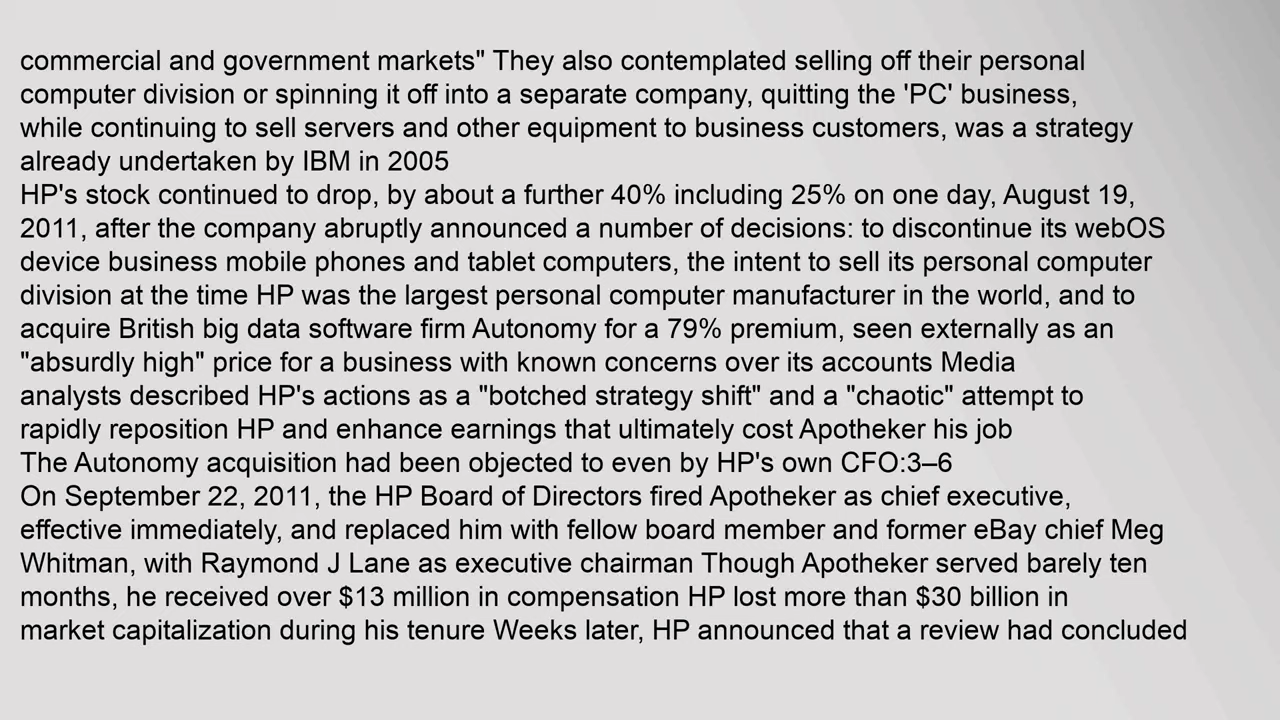 commercial and government markets" They also contemplated selling off their personal
computer division or spinning it off into a separate company, quitting the 'PC' business,
while continuing to sell servers and other equipment to business customers, was a strategy
already undertaken by IBM in 2005
HP's stock continued to drop, by about a further 40% including 25% on one day, August 19,
2011, after the company abruptly announced a number of decisions: to discontinue its webOS
device business mobile phones and tablet computers, the intent to sell its personal computer
division at the time HP was the largest personal computer manufacturer in the world, and to
acquire British big data software firm Autonomy for a 79% premium, seen externally as an
"absurdly high" price for a business with known concerns over its accounts Media
analysts described HP's actions as a "botched strategy shift" and a "chaotic" attempt to
rapidly reposition HP and enhance earnings that ultimately cost Apotheker his job
The Autonomy acquisition had been objected to even by HP's own CFO:3–6
On September 22, 2011, the HP Board of Directors fired Apotheker as chief executive,
effective immediately, and replaced him with fellow board member and former eBay chief Meg
Whitman, with Raymond J Lane as executive chairman Though Apotheker served barely ten
months, he received over $13 million in compensation HP lost more than $30 billion in
market capitalization during his tenure Weeks later, HP announced that a review had concluded